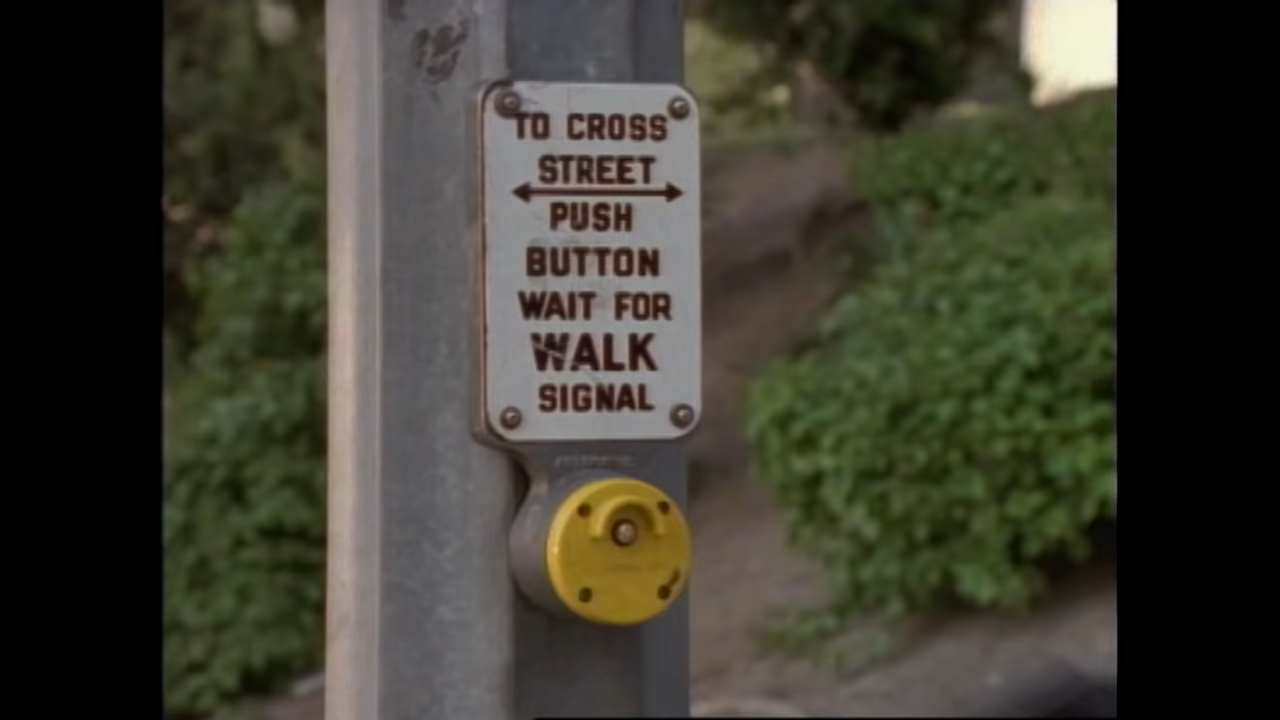 TO CROSS
STREET
PUSH
BUTTON
WAIT FOR
WALK
SIGNAL